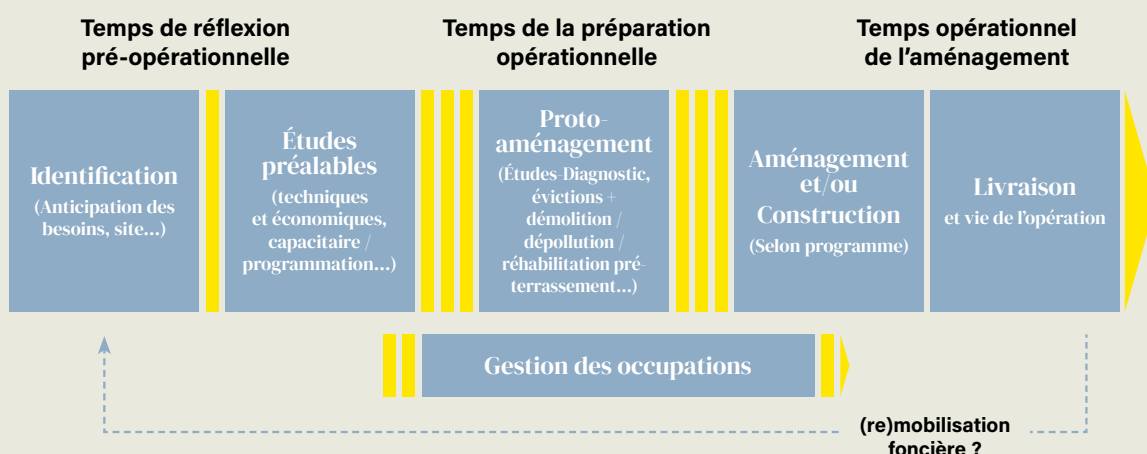 Temps de réflexion
pré-opérationnelle
Temps de la préparation
opérationnelle
Temps opérationnel
de l'aménagement
Identification
(Anticipation des
besoins, site...)
Études
préalables
(techniques
et économiques,
capacitaire /
programmation...)
Proto-
aménagement
(Études-Diagnostic,
évictions +
démolition /
dépollution /
réhabilitation pré-
terrassement...)
Aménagement
et/ou
Construction
(Selon programme)
Livraison
et vie de l'opération
Gestion des occupations
(re)mobilisation
foncière ?